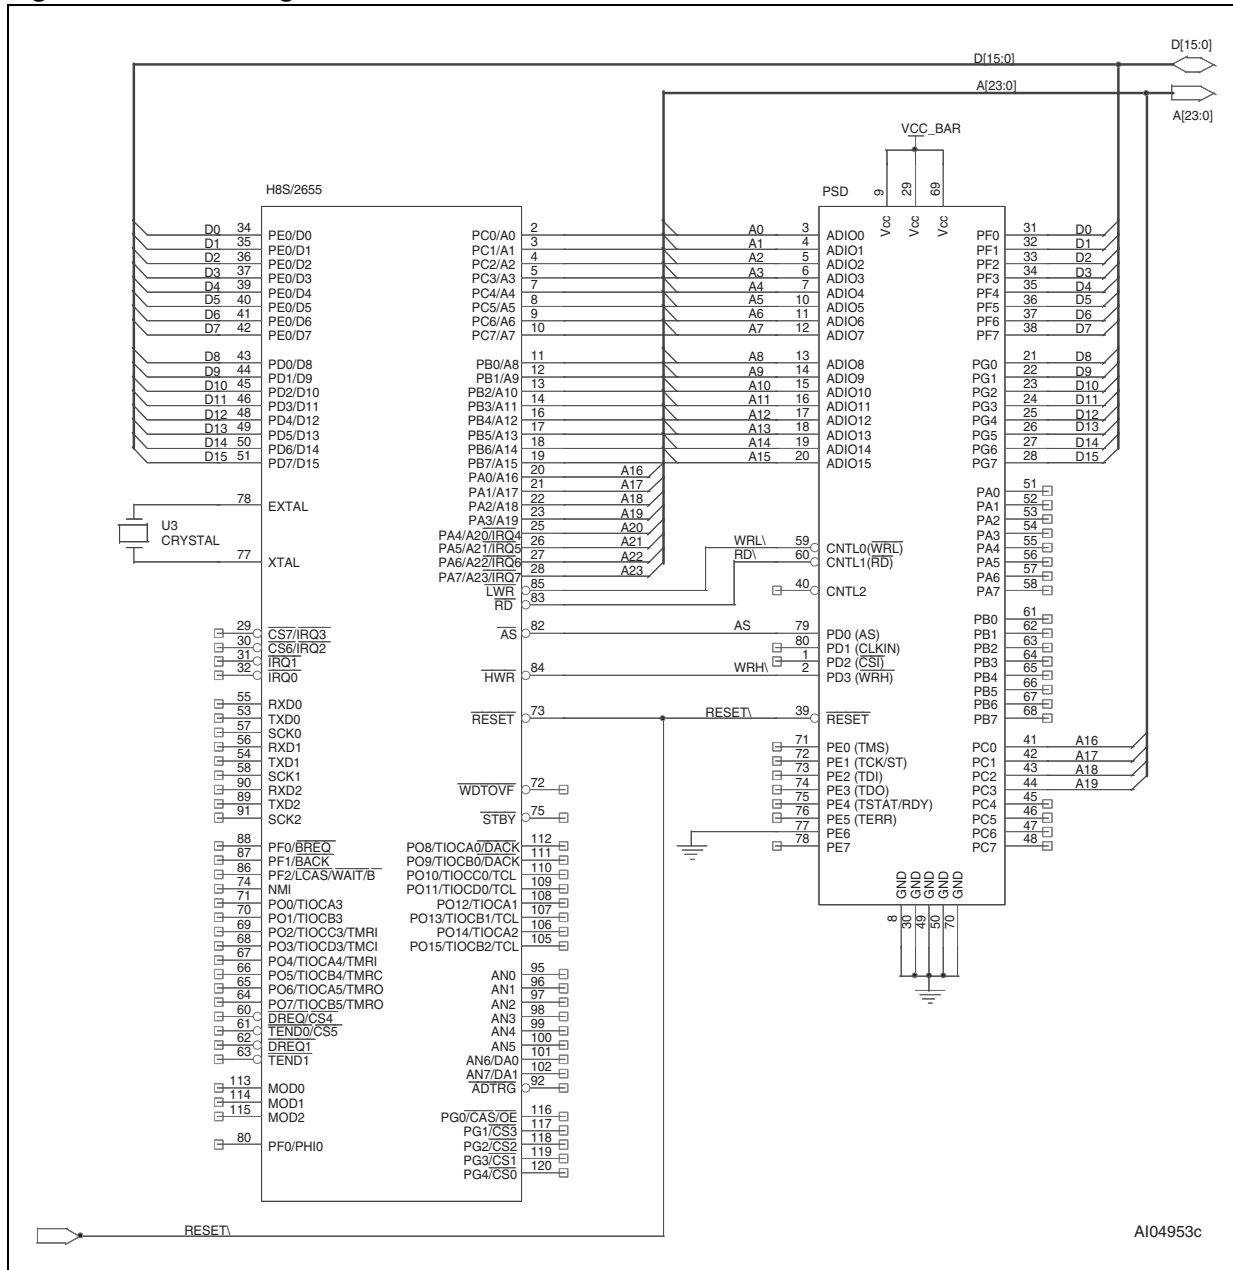 D[15:0]
D[15:0]
A[23:0]
A[23:0]
VCC_BAR
H8S/2655
PSD
9 29 69
Vcc Vcc Vcc
D0 34 PE0/D0 PC0/A0 2 A0 3 ADIO0 PF0 31 D0
D1 35 PE0/D1 PC1/A1 3 A1 4 ADIO1 PF1 32 D1
D2 36 PE0/D2 PC2/A2 4 A2 5 ADIO2 PF2 33 D2
D3 37 PE0/D3 PC3/A3 5 A3 6 ADIO3 PF3 34 D3
D4 39 PE0/D4 PC4/A4 7 A4 7 ADIO4 PF4 35 D4
D5 40 PE0/D5 PC5/A5 8 A5 10 ADIO5 PF5 36 D5
D6 41 PE0/D6 PC6/A6 9 A6 11 ADIO6 PF6 37 D6
D7 42 PE0/D7 PC7/A7 10 A7 12 ADIO7 PF7 38 D7
D8 43 PD0/D8 PB0/A8 11 A8 13 ADIO8 PG0 21 D8
D9 44 PD1/D9 PB1/A9 12 A9 14 ADIO9 PG1 22 D9
D10 45 PD2/D10 PB2/A10 13 A10 15 ADIO10 PG2 23 D10
D11 46 PD3/D11 PB3/A11 14 A11 16 ADIO11 PG3 24 D11
D12 48 PD4/D12 PB4/A12 16 A12 17 ADIO12 PG4 25 D12
D13 49 PD5/D13 PB5/A13 17 A13 18 ADIO13 PG5 26 D13
D14 50 PD6/D14 PB6/A14 18 A14 19 ADIO14 PG6 27 D14
D15 51 PD7/D15 PB7/A15 19 A15 20 ADIO15 PG7 28 D15
PA0/A16 20 A16
PA1/A17 21 A17 PA0 51
78 EXTAL PA2/A18 22 A18 PA1 52
PA3/A19 23 A19 PA2 53
U3 PA4/A20/IRQ4 25 A20 PA3 54
CRYSTAL PA5/A21/IRQ5 26 A21 WRL\ 59 CNTL0(WRL) PA4 55
77 XTAL PA6/A22/IRQ6 27 A22 RD\ 60 CNTL1(RD) PA5 56
PA7/A23/IRQ7 28 A23 PA6 57
LWR 85 40 CNTL2 PA7 58
RD 83
PB0 61
29 CS7/IRQ3 AS 82 AS 79 PD0 (AS) PB1 62
30 CS6/IRQ2 80 PD1 (CLKIN) PB2 63
31 IRQ1 1 PD2 (CSI) PB3 64
32 IRQ0 HWR 84 WRH\ 2 PD3 (WRH) PB4 65
PB5 66
55 RXD0 PB6 67
53 TXD0 RESET 73 RESET\ 39 RESET PB7 68
57 SCK0
56 RXD1 71 PE0 (TMS) PC0 41 A16
54 TXD1 72 PE1 (TCK/ST) PC1 42 A17
58 SCK1 73 PE2 (TDI) PC2 43 A18
90 RXD2 WDTOVF 72 74 PE3 (TDO) PC3 44 A19
89 TXD2 75 PE4 (TSTAT/RDY) PC4 45
91 SCK2 STBY 75 76 PE5 (TERR) PC5 46
77 PE6 PC6 47
88 PF0/BREQ PO8/TIOCA0/DACK 112 78 PE7 PC7 48
87 PF1/BACK PO9/TIOCB0/DACK 111
86 PF2/LCAS/WAIT/B PO10/TIOCC0/TCL 110
74 NMI PO11/TIOCD0/TCL 109 GND GND GND GND GND
71 PO0/TIOCA3 PO12/TIOCA1 108
70 PO1/TIOCB3 PO13/TIOCB1/TCL 107 8 30 49 50 70
69 PO2/TIOCC3/TMRI PO14/TIOCA2 106
68 PO3/TIOCD3/TMCI PO15/TIOCB2/TCL 105
67 PO4/TIOCA4/TMRI
66 PO5/TIOCB4/TMRC AN0 95
65 PO6/TIOCA5/TMRO AN1 96
64 PO7/TIOCB5/TMRO AN2 97
60 DREQ/CS4 AN3 98
61 TEND0/CS5 AN4 99
62 DREQ1 AN5 100
63 TEND1 AN6/DA0 101
AN7/DA1 102
113 MOD0 ADTRG 92
114 MOD1
115 MOD2 PG0/CAS/OE 116
PG1/CS3 117
80 PF0/PHI0 PG2/CS2 118
PG3/CS1 119
PG4/CS0 120
RESET\
AI04953c